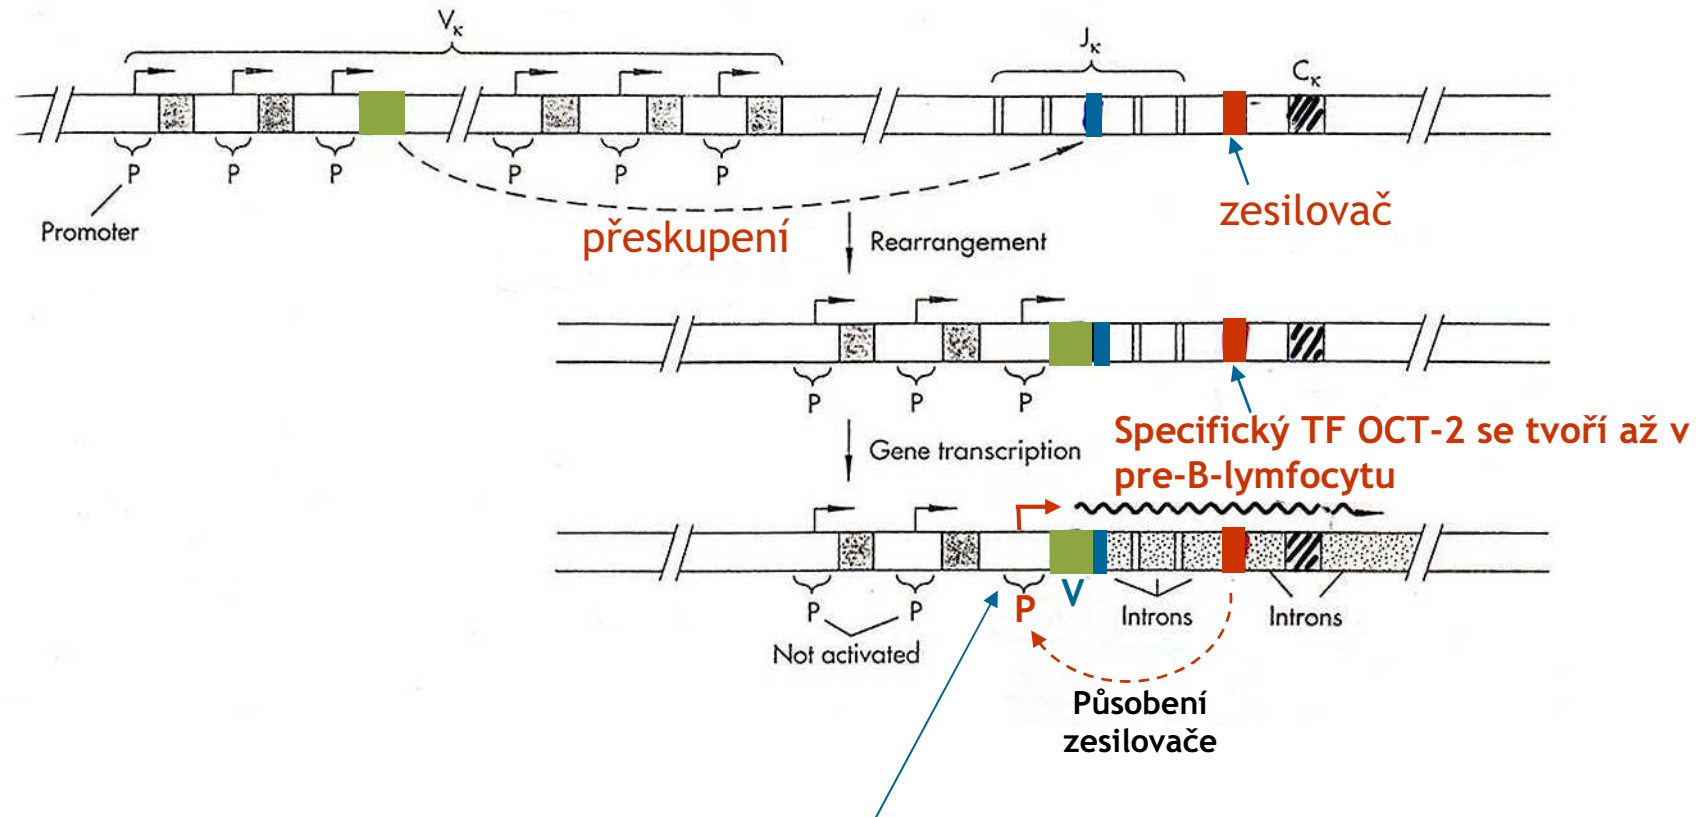 Vκ
Jκ
Cκ
P P P P P P
Promoter
přeskupení
zesilovač
Rearrangement
P P P
Specifický TF OCT-2 se tvoří až v
pre-B-lymfocytu
Gene transcription
P P P V
Introns Introns
Not activated
Působení
zesilovače